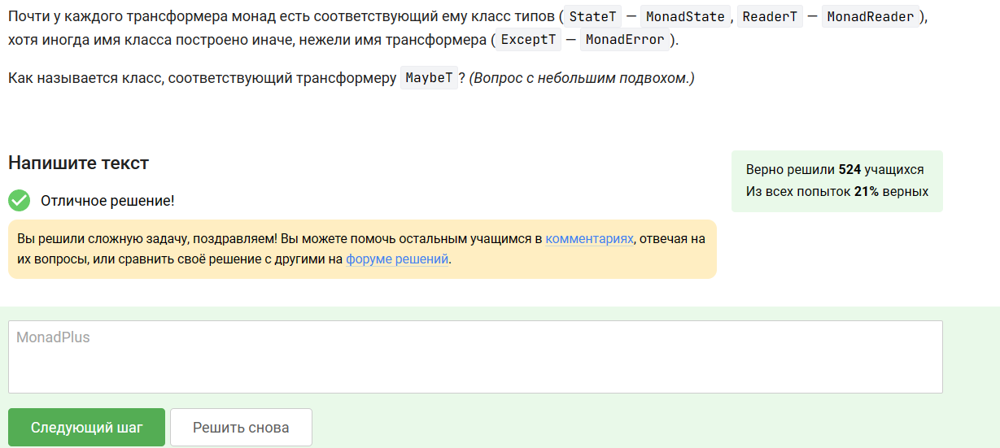 Почти у каждого трансформера монад есть соответствующий ему класс типов ( StateT — MonadState , ReaderT — MonadReader ),
хотя иногда имя класса построено иначе, нежели имя трансформера ( ExceptT — MonadError ).
Как называется класс, соответствующий трансформеру MaybeT ? (Вопрос с небольшим подвохом.)
Напишите текст
Верно решили 524 учащихся
Из всех попыток 21% верных
Отличное решение!
Вы решили сложную задачу, поздравляем! Вы можете помочь остальным учащимся в комментариях, отвечая на
их вопросы, или сравнить своё решение с другими на форуме решений.
MonadPlus
Следующий шаг
Решить снова